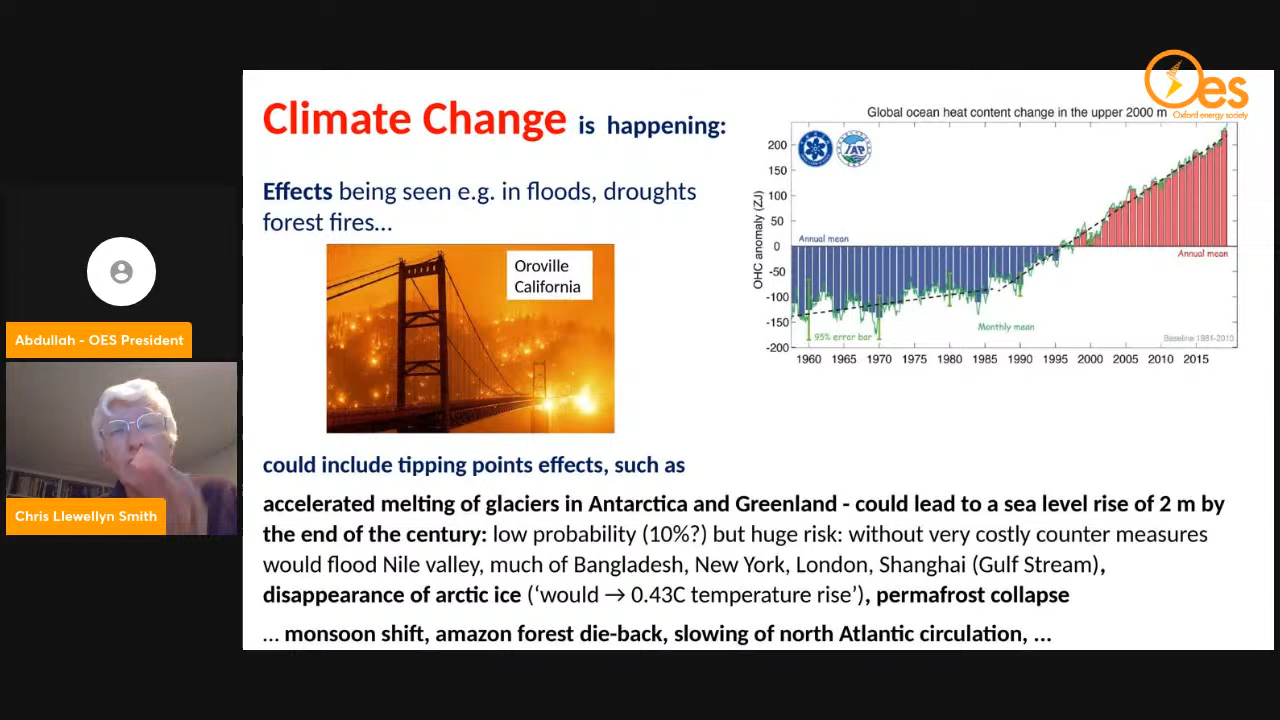 Oes
Oxford energy society
Climate Change is happening:
Effects being seen e.g. in floods, droughts
forest fires...
Oroville
California
Global ocean heat content change in the upper 2000 m
OHC anomaly (ZJ)
200
150
100
50
0
-50
-100
-150
-200
Annual mean
Annual mean
Monthly mean
95% error bar
Baseline 1981-2010
IAP
1960 1965 1970 1975 1980 1985 1990 1995 2000 2005 2010 2015
Abdullah - OES President
Chris Llewellyn Smith
could include tipping points effects, such as
accelerated melting of glaciers in Antarctica and Greenland - could lead to a sea level rise of 2 m by
the end of the century: low probability (10%?) but huge risk: without very costly counter measures
would flood Nile valley, much of Bangladesh, New York, London, Shanghai (Gulf Stream),
disappearance of arctic ice (‘would → 0.43C temperature rise’), permafrost collapse
... monsoon shift, amazon forest die-back, slowing of north Atlantic circulation, ...